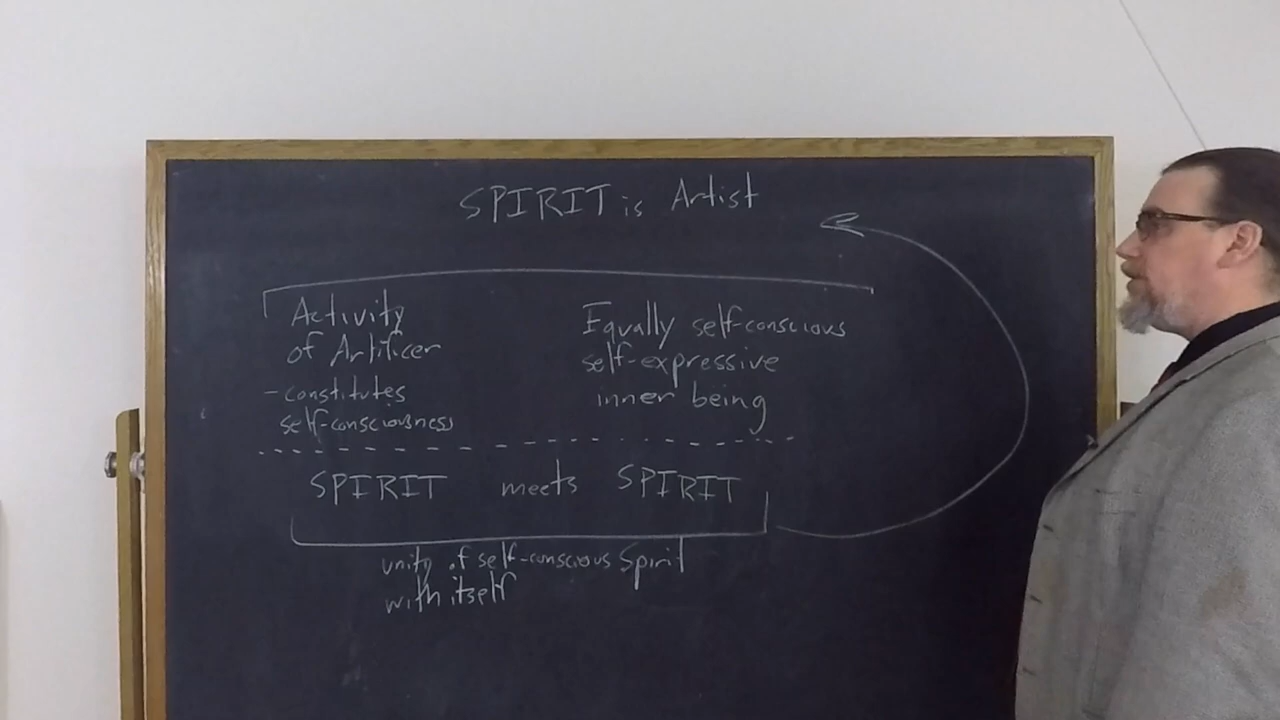 SPIRIT is Artist
Activity
of Artificer
- constitutes
self-consciousness
Equally self-conscious
self-expressive
inner being
SPIRIT meets SPIRIT
unity of self-conscious Spirit
with itself